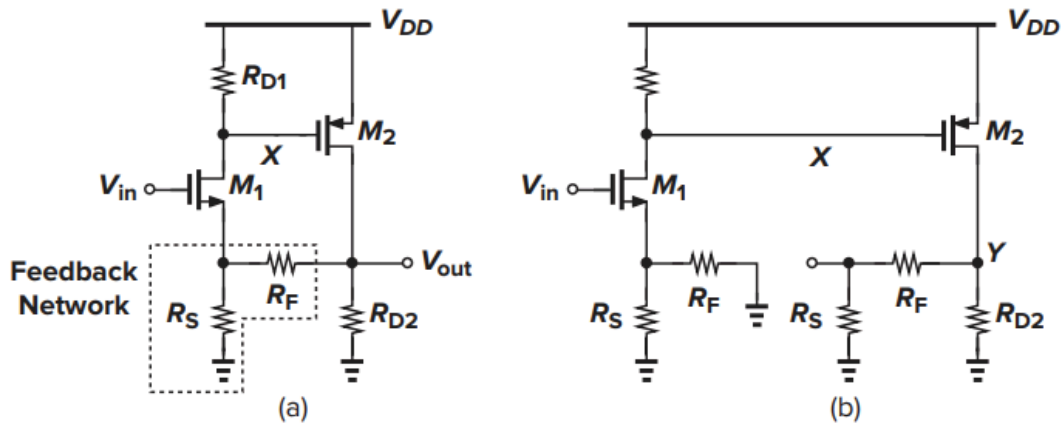 V_DD
R_D1
M_2
X
V_in
M_1
Feedback
Network
V_out
R_F
R_S
R_D2
(a)
V_DD
M_2
X
V_in
M_1
Y
R_F
R_F
R_S
R_S
R_D2
(b)